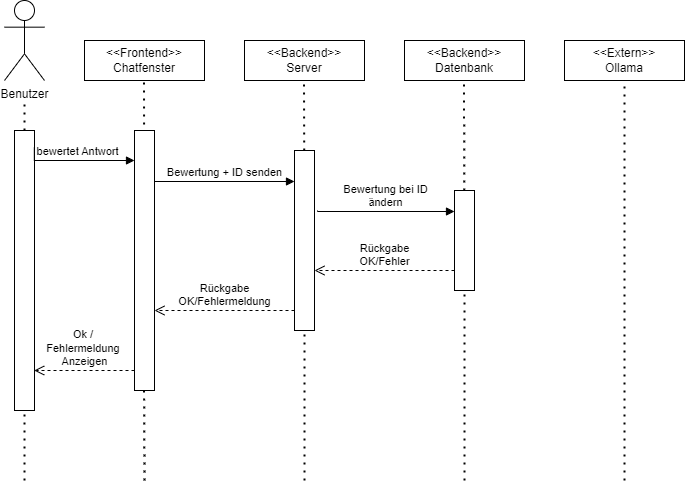 Benutzer
<<Frontend>>
Chatfenster
<<Backend>>
Server
<<Backend>>
Datenbank
<<Extern>>
Ollama
bewertet Antwort
Bewertung + ID senden
Bewertung bei ID
ändern
Rückgabe
OK/Fehler
Rückgabe
OK/Fehlermeldung
Ok /
Fehlermeldung
Anzeigen